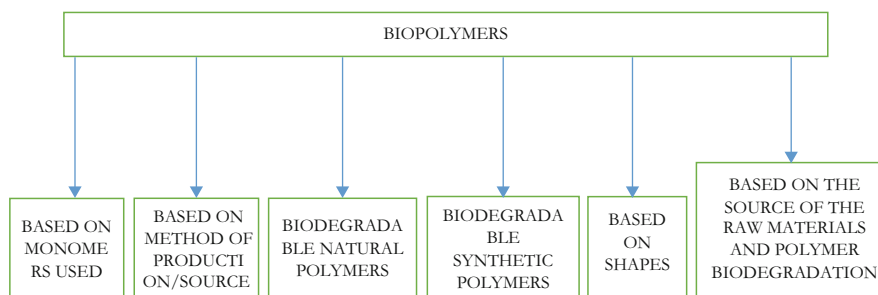 BIOPOLYMERS
BASED ON
MONOME
RS USED
BASED ON
METHOD OF
PRODUCTI
ON/SOURCE
BIODEGRADA
BLE NATURAL
POLYMERS
BIODEGRADA
BLE
SYNTHETIC
POLYMERS
BASED
ON
SHAPES
BASED ON THE
SOURCE OF THE
RAW MATERIALS
AND POLYMER
BIODEGRADATION